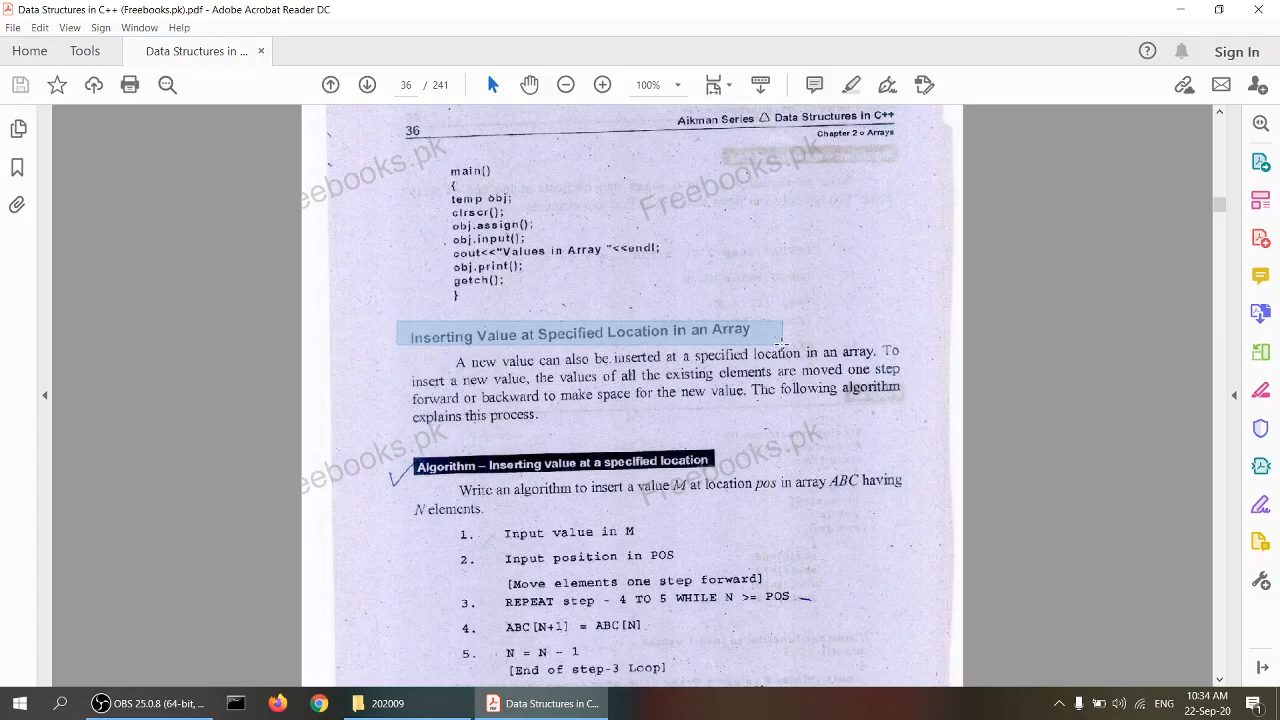 Data Structures in C++ (Freebooks.pk).pdf - Adobe Acrobat Reader DC
File Edit View Sign Window Help
Home Tools Data Structures in ... × Sign In
36 / 241 100%
36 Aikman Series △ Data Structures in C++
Chapter 2 o Arrays
Freebooks.pk
Freebooks.pk
main()
{
temp obj;
clrscr();
obj.assign();
obj.input();
cout<<"Values in Array "<<endl;
obj.print();
getch();
}
Inserting Value at Specified Location in an Array
A new value can also be inserted at a specified location in an array. To
insert a new value, the values of all the existing elements are moved one step
forward or backward to make space for the new value. The following algorithm
explains this process.
Freebooks.pk
Freebooks.pk
Algorithm – Inserting value at a specified location
Write an algorithm to insert a value M at location pos in array ABC having
N elements.
1. Input value in M
2. Input position in POS
[Move elements one step forward]
3. REPEAT step - 4 TO 5 WHILE N >= POS
4. ABC[N+1] = ABC[N]
5. N = N - 1
[End of step-3 Loop]
OBS 25.0.8 (64-bit, ... 202009 Data Structures in C... ENG 10:34 AM
22-Sep-20